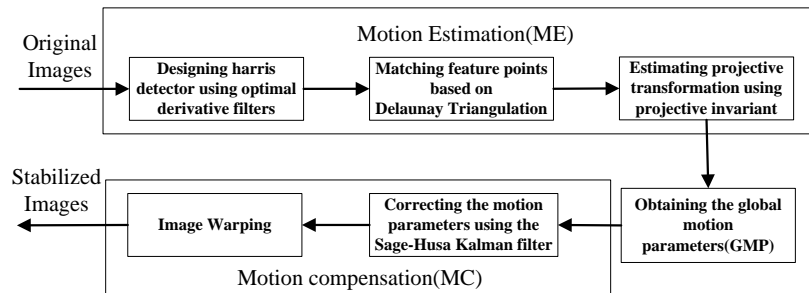 Motion Estimation(ME)
Original
Images
Designing harris
detector using optimal
derivative filters
Matching feature points
based on
Delaunay Triangulation
Estimating projective
transformation using
projective invariant
Stabilized
Images
Image Warping
Correcting the motion
parameters using the
Sage-Husa Kalman filter
Obtaining the global
motion
parameters(GMP)
Motion compensation(MC)